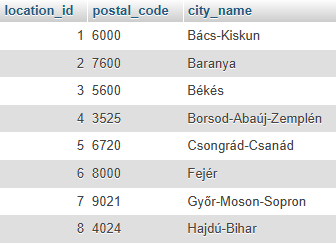 location_id postal_code city_name
1 6000 Bács-Kiskun
2 7600 Baranya
3 5600 Békés
4 3525 Borsod-Abaúj-Zemplén
5 6720 Csongrád-Csanád
6 8000 Fejér
7 9021 Győr-Moson-Sopron
8 4024 Hajdú-Bihar